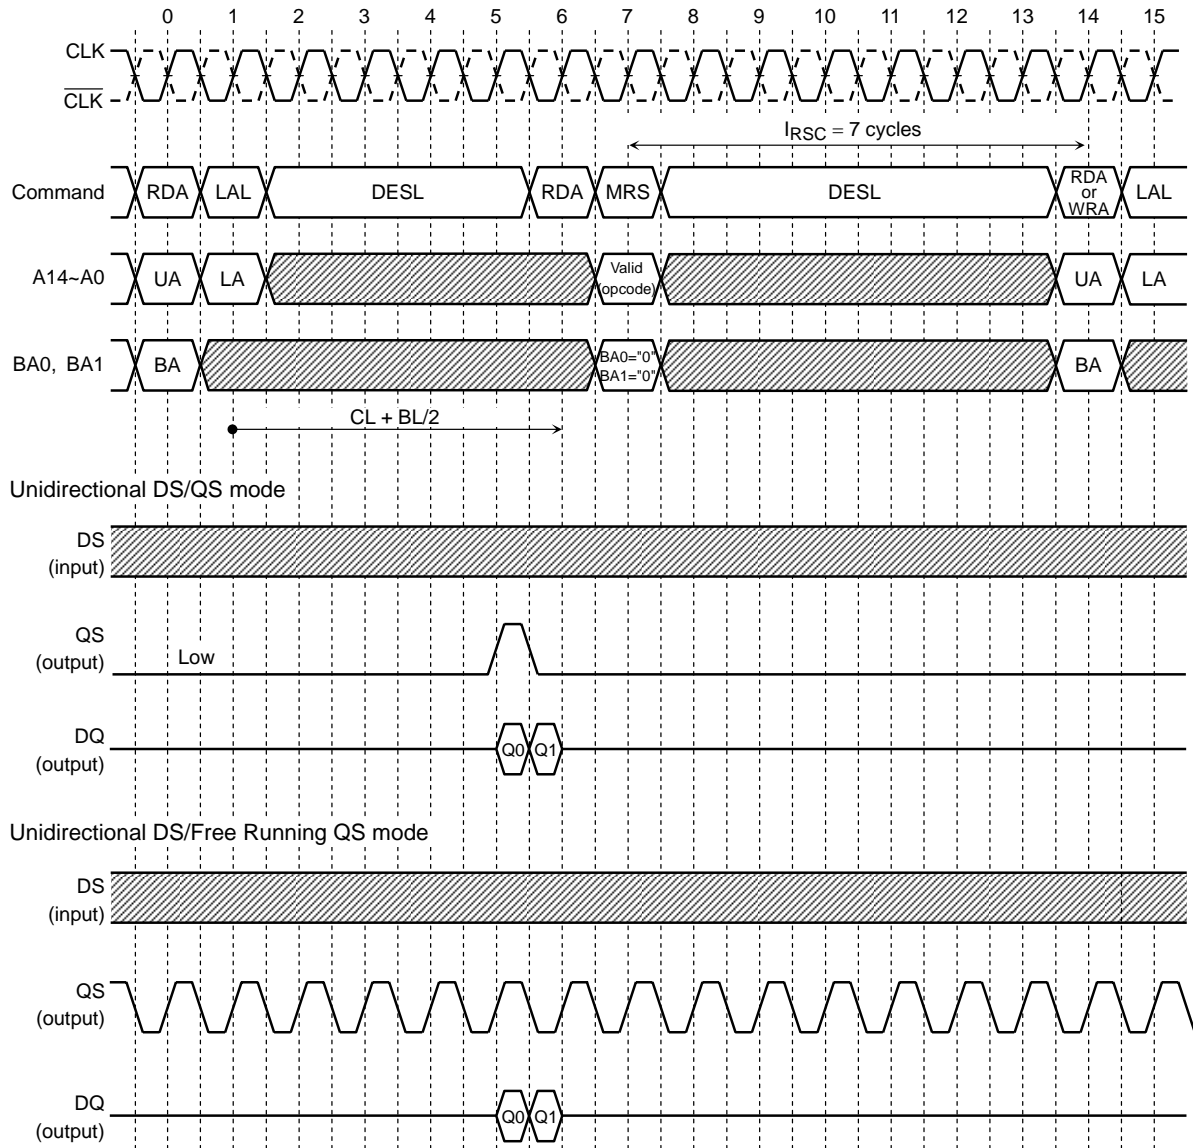 0 1 2 3 4 5 6 7 8 9 10 11 12 13 14 15
CLK
CLK
IRSC = 7 cycles
Command RDA LAL DESL RDA MRS DESL RDA or WRA LAL
A14~A0 UA LA Valid (opcode) UA LA
BA0, BA1 BA BA0="0" BA1="0" BA
CL + BL/2
Unidirectional DS/QS mode
DS
(input)
QS
(output) Low
DQ
(output) Q0 Q1
Unidirectional DS/Free Running QS mode
DS
(input)
QS
(output)
DQ
(output) Q0 Q1